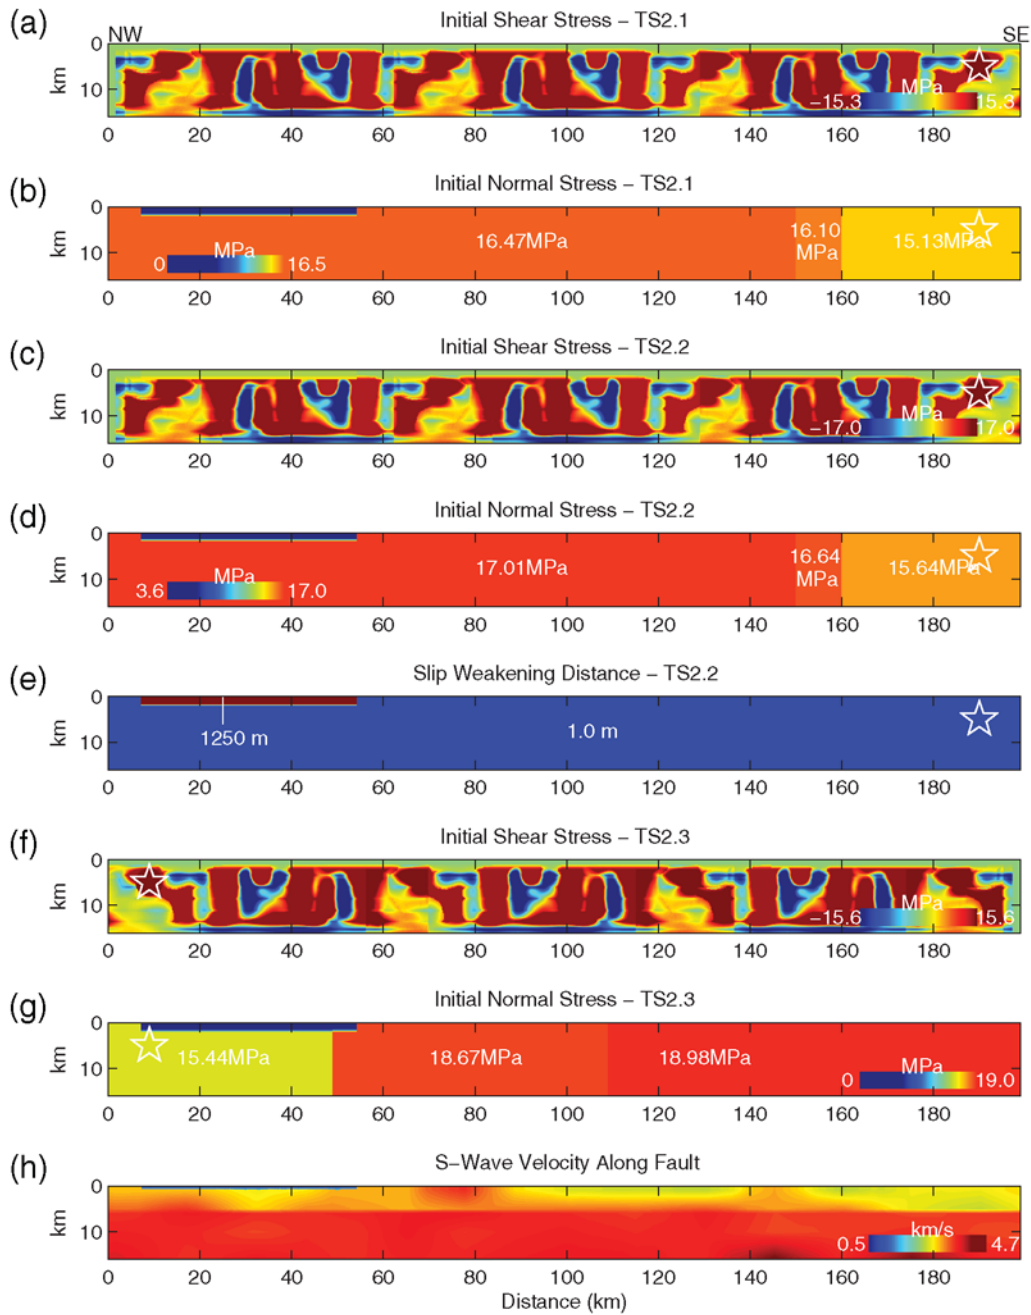 (a)
Initial Shear Stress – TS2.1
NW
SE
0
km
10
MPa
−15.3
15.3
0 20 40 60 80 100 120 140 160 180
(b)
Initial Normal Stress – TS2.1
0
km
10
16.47MPa
16.10
MPa
15.13MPa
MPa
0
16.5
0 20 40 60 80 100 120 140 160 180
(c)
Initial Shear Stress – TS2.2
0
km
10
MPa
−17.0
17.0
0 20 40 60 80 100 120 140 160 180
(d)
Initial Normal Stress – TS2.2
0
km
10
17.01MPa
16.64
MPa
15.64MPa
MPa
3.6
17.0
0 20 40 60 80 100 120 140 160 180
(e)
Slip Weakening Distance – TS2.2
0
km
10
1250 m
1.0 m
0 20 40 60 80 100 120 140 160 180
(f)
Initial Shear Stress – TS2.3
0
km
10
MPa
−15.6
15.6
0 20 40 60 80 100 120 140 160 180
(g)
Initial Normal Stress – TS2.3
0
km
10
15.44MPa
18.67MPa
18.98MPa
MPa
0
19.0
0 20 40 60 80 100 120 140 160 180
(h)
S−Wave Velocity Along Fault
0
km
10
km/s
0.5
4.7
0 20 40 60 80 100 120 140 160 180
Distance (km)